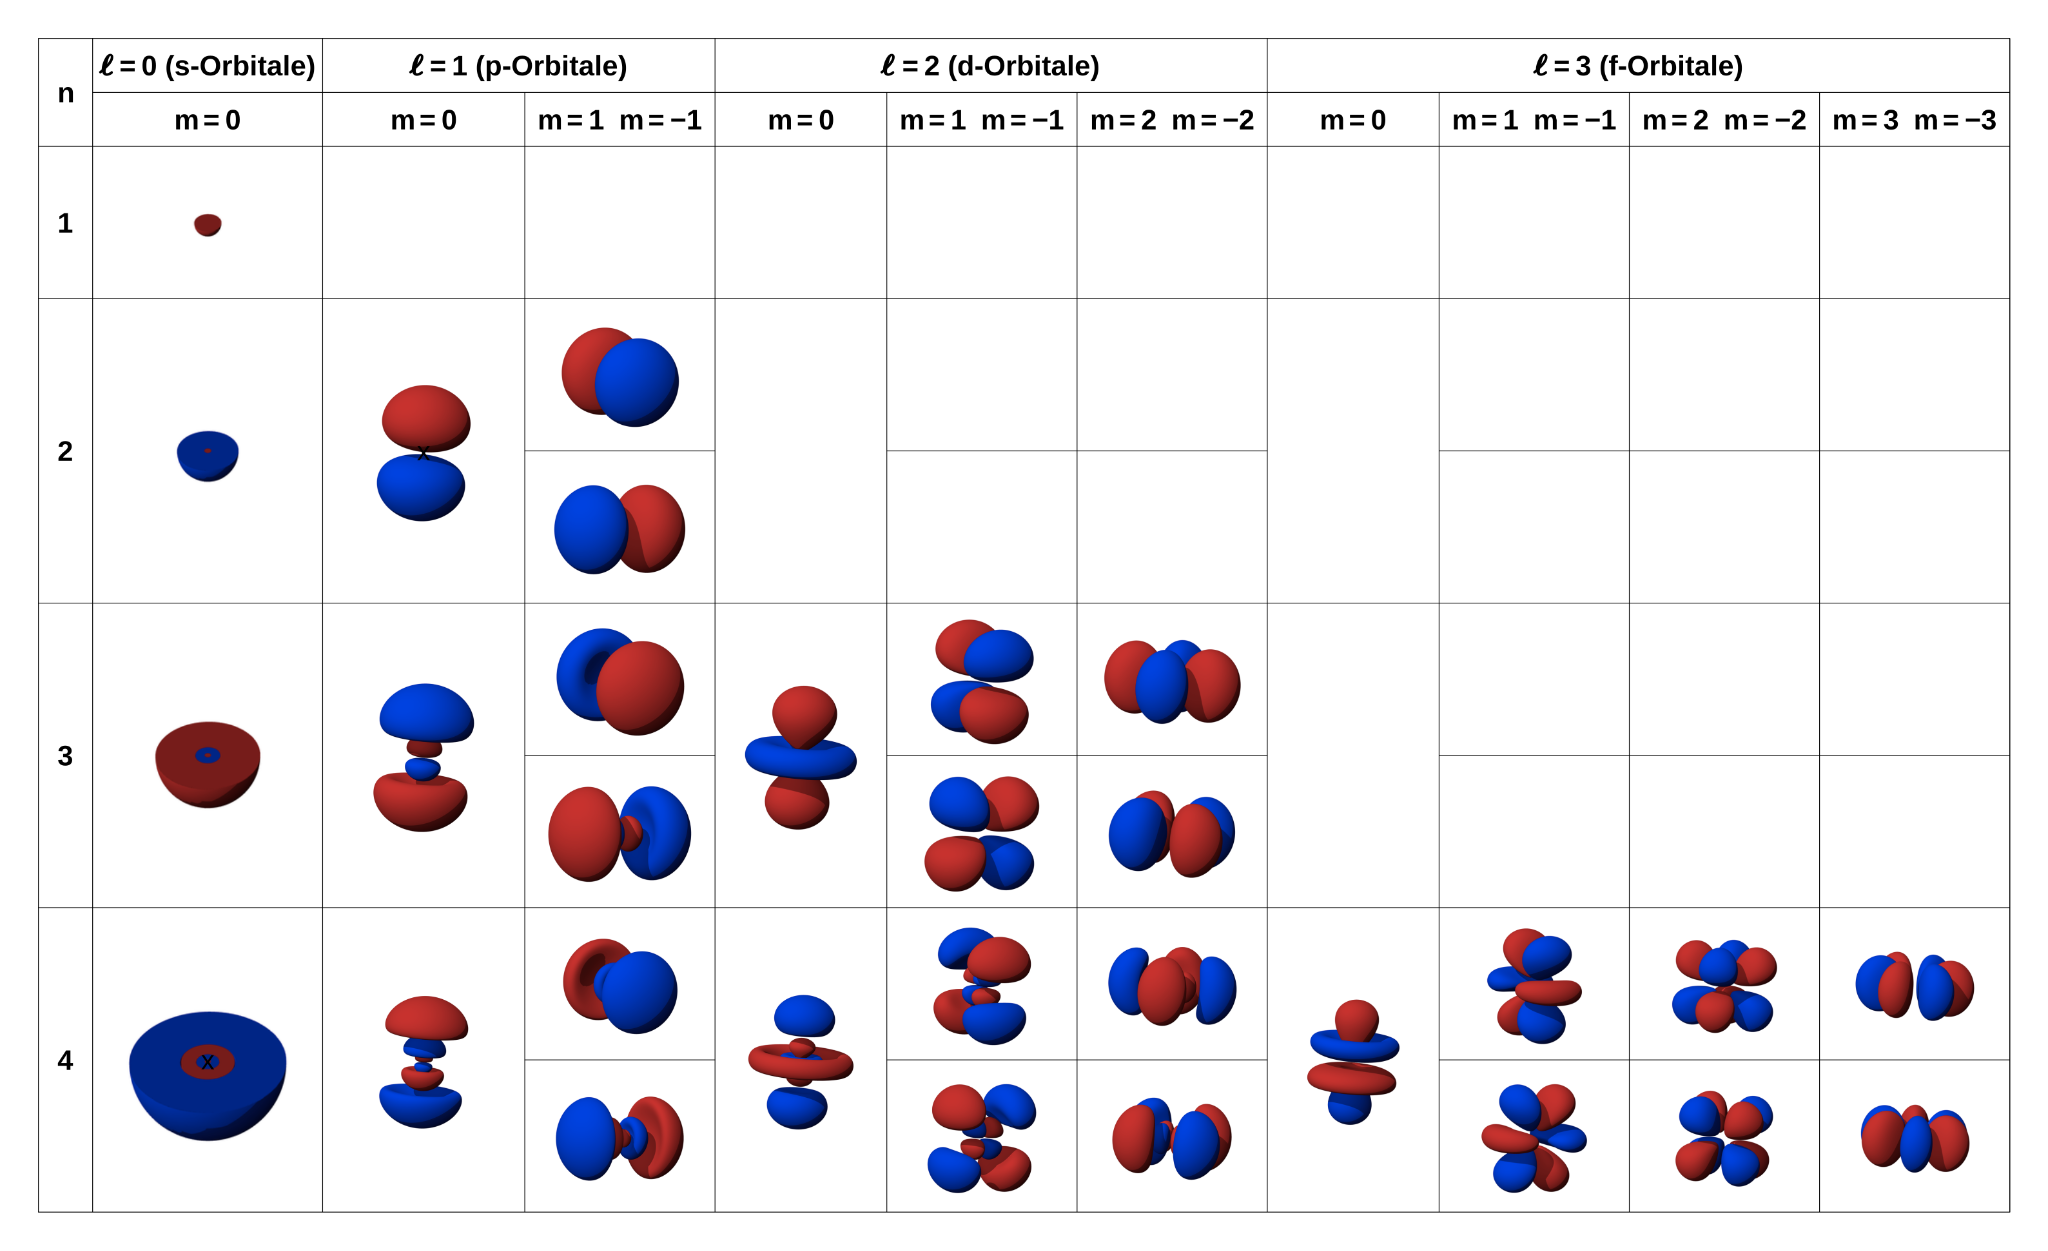 n
ℓ = 0 (s-Orbitale) ℓ = 1 (p-Orbitale) ℓ = 2 (d-Orbitale) ℓ = 3 (f-Orbitale)
m = 0 m = 0 m = 1 m = −1 m = 0 m = 1 m = −1 m = 2 m = −2 m = 0 m = 1 m = −1 m = 2 m = −2 m = 3 m = −3
1
2
x
3
4
x